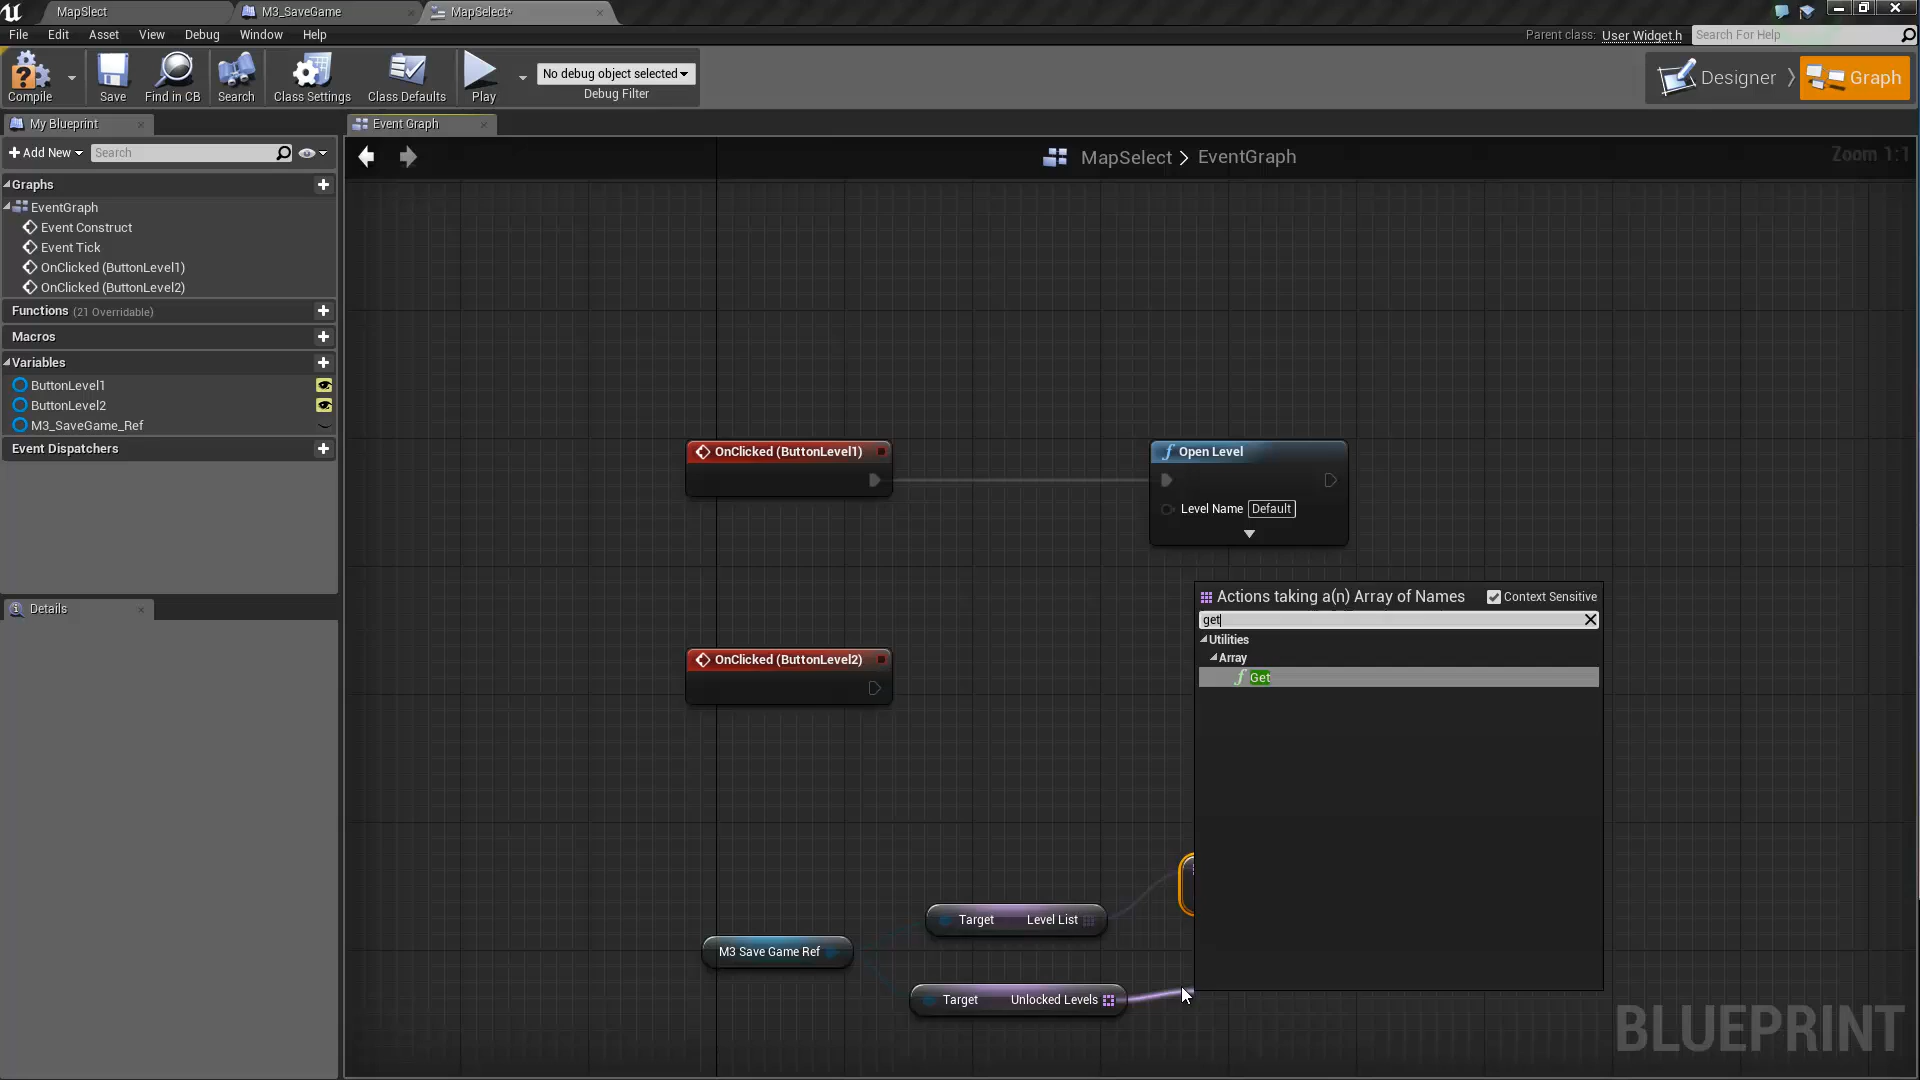 MapSlect
M3_SaveGame
MapSelect*
File
Edit
Asset
View
Debug
Window
Help
Parent class: User Widget.h
Search For Help
Compile
Save
Find in CB
Search
Class Settings
Class Defaults
Play
No debug object selected
Debug Filter
Designer
Graph
My Blueprint
Event Graph
Add New
Search
MapSelect > EventGraph
Zoom 1:1
Graphs
EventGraph
Event Construct
Event Tick
OnClicked (ButtonLevel1)
OnClicked (ButtonLevel2)
Functions (21 Overridable)
Macros
Variables
ButtonLevel1
ButtonLevel2
M3_SaveGame_Ref
Event Dispatchers
Details
OnClicked (ButtonLevel1)
Open Level
Level Name Default
OnClicked (ButtonLevel2)
Actions taking a(n) Array of Names
Context Sensitive
get
Utilities
Array
f Get
Target Level List
M3 Save Game Ref
Target Unlocked Levels
BLUEPRINT